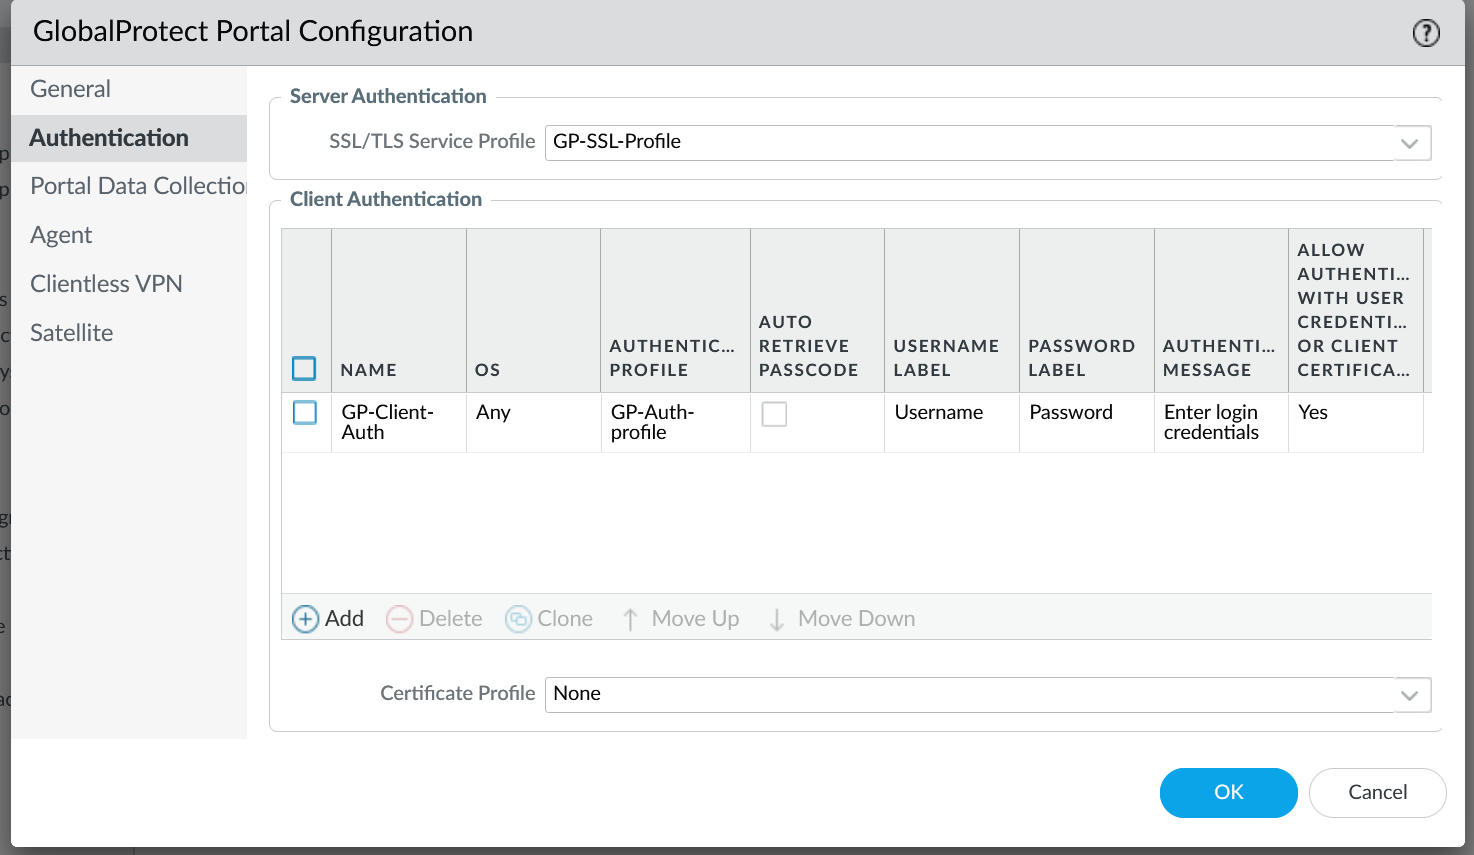 GlobalProtect Portal Configuration
?
General
Authentication
Portal Data Collection
Agent
Clientless VPN
Satellite
Server Authentication
SSL/TLS Service Profile GP-SSL-Profile
Client Authentication
NAME
OS
AUTHENTIC...
PROFILE
AUTO
RETRIEVE
PASSCODE
USERNAME
LABEL
PASSWORD
LABEL
AUTHENTI...
MESSAGE
ALLOW
AUTHENTI...
WITH USER
CREDENTI...
OR CLIENT
CERTIFICA...
GP-Client-
Auth
Any
GP-Auth-
profile
Username
Password
Enter login
credentials
Yes
Add Delete Clone Move Up Move Down
Certificate Profile None
OK Cancel